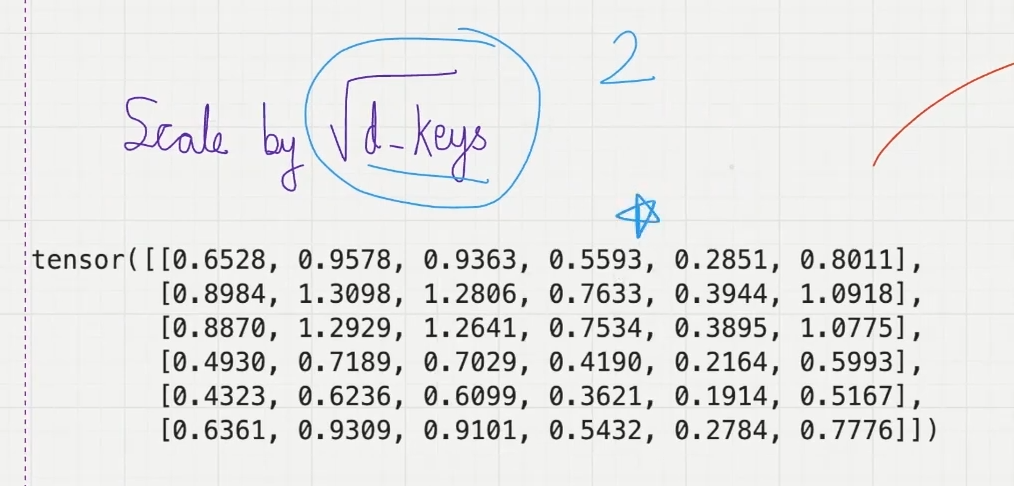 2
Scale by √d_keys
tensor([[0.6528, 0.9578, 0.9363, 0.5593, 0.2851, 0.8011],
[0.8984, 1.3098, 1.2806, 0.7633, 0.3944, 1.0918],
[0.8870, 1.2929, 1.2641, 0.7534, 0.3895, 1.0775],
[0.4930, 0.7189, 0.7029, 0.4190, 0.2164, 0.5993],
[0.4323, 0.6236, 0.6099, 0.3621, 0.1914, 0.5167],
[0.6361, 0.9309, 0.9101, 0.5432, 0.2784, 0.7776]])